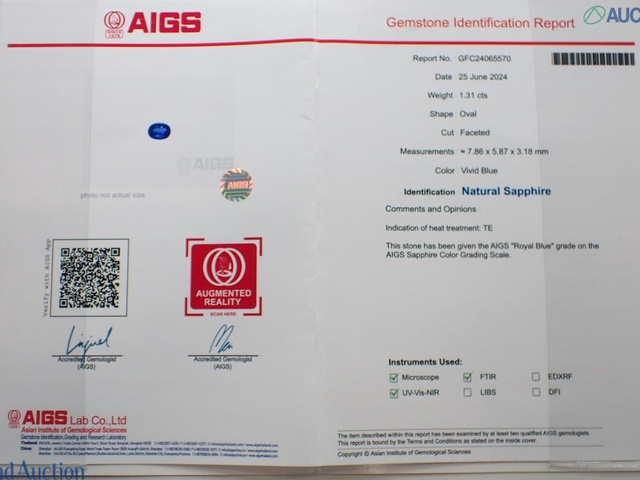 AIGS
Gemstone Identification Report
AUC
Report No. GFC24065570
Date 25 June 2024
Weight 1.31 cts
Shape Oval
Cut Faceted
Measurements ≈ 7.86 x 5.87 x 3.18 mm
Color Vivid Blue
Identification Natural Sapphire
Comments and Opinions
Indication of heat treatment: TE
This stone has been given the AIGS "Royal Blue" grade on the
AIGS Sapphire Color Grading Scale.
AIGS
AIGS
photo not actual size
Verify with AIGS App
AUGMENTED
REALITY
SCAN HERE
Accredited Gemologist
(AIGS)
Accredited Gemologist
(AIGS)
Instruments Used:
Microscope FTIR EDXRF
UV-Vis-NIR LIBS DFI
AIGS Lab Co.,Ltd
Asian Institute of Gemological Sciences
Gemstone Identification, Grading and Research Laboratory
The item described within this report has been examined by at least two qualified AIGS gemologists.
This report is bound by the Terms and Conditions as stated on the inside cover.
Copyright © Asian Institute of Gemological Sciences
nd Auction